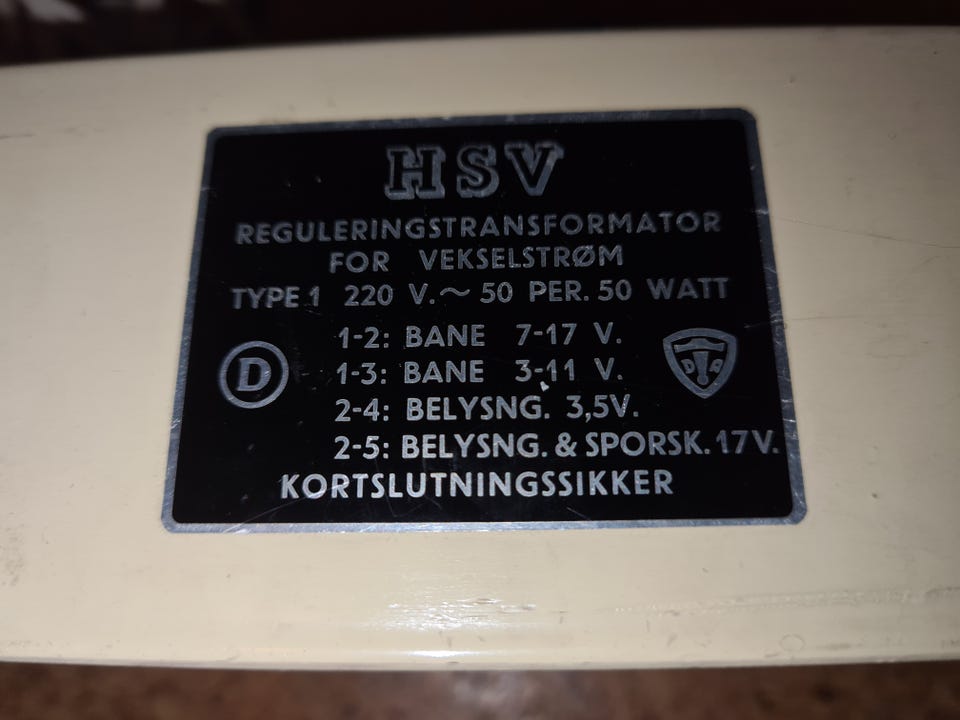 HSV
REGULERINGSTRANSFORMATOR
FOR VEKSELSTRØM
TYPE 1 220 V.~ 50 PER. 50 WATT
1-2: BANE 7-17 V.
1-3: BANE 3-11 V.
D
2-4: BELYSNG. 3,5V.
2-5: BELYSNG. & SPORSK. 17V.
KORTSLUTNINGSSIKKER